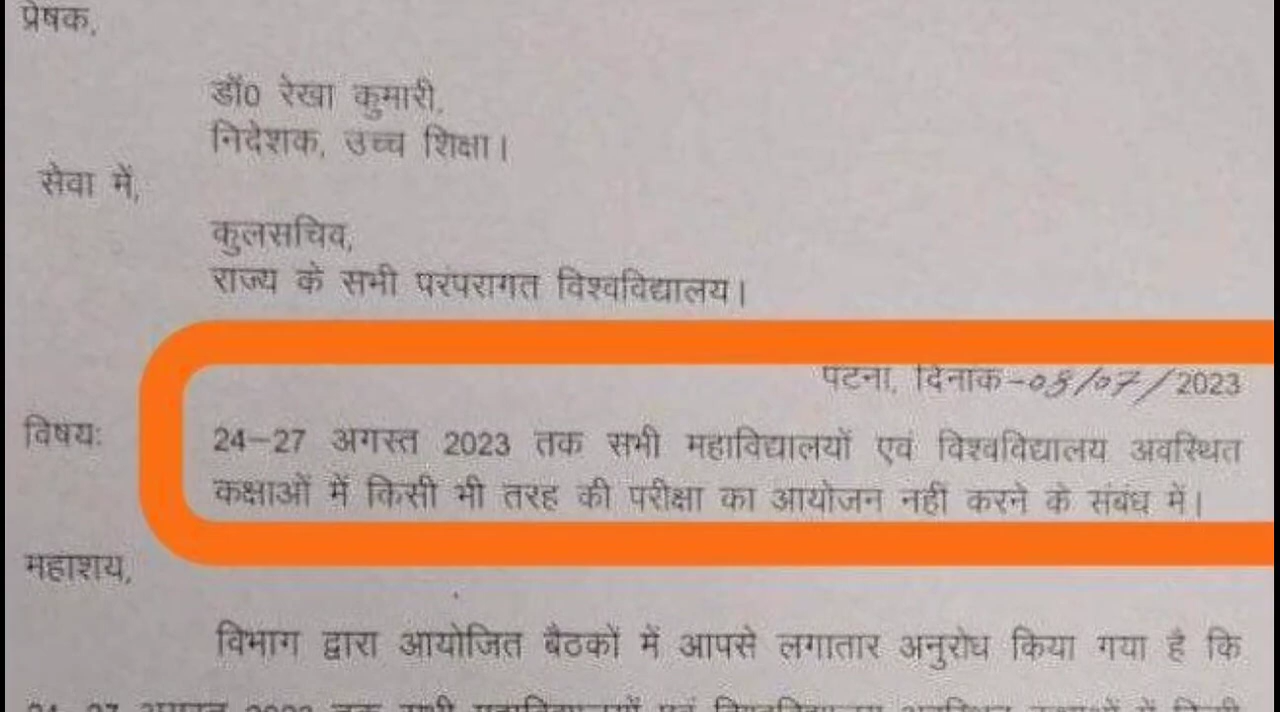 प्रेषक,
डॉ0 रेखा कुमारी,
निदेशक, उच्च शिक्षा।
सेवा में,
कुलसचिव,
राज्य के सभी परंपरागत विश्वविद्यालय।
पटना, दिनांक-05/07/2023
विषयः
24-27 अगस्त 2023 तक सभी महाविद्यालयों एवं विश्वविद्यालय अवस्थित
कक्षाओं में किसी भी तरह की परीक्षा का आयोजन नहीं करने के संबंध में।
महाशय,
विभाग द्वारा आयोजित बैठकों में आपसे लगातार अनुरोध किया गया है कि